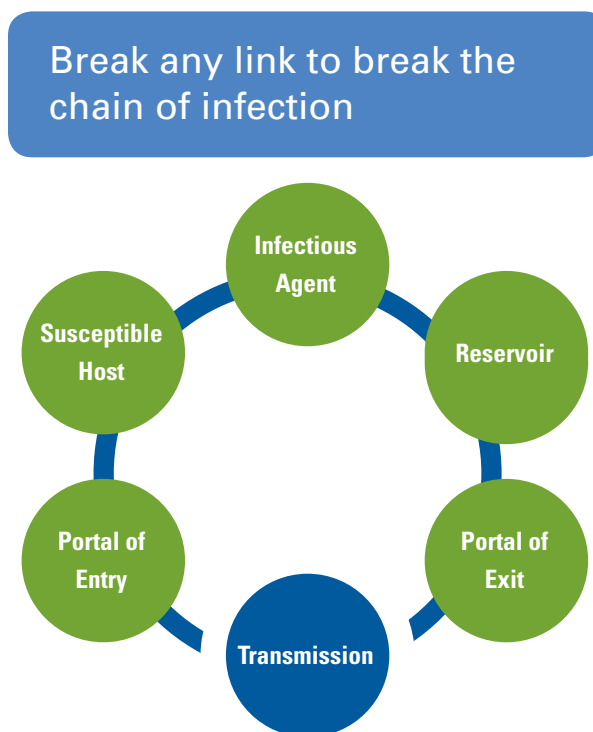 Break any link to break the
chain of infection
Infectious
Agent
Susceptible
Host
Reservoir
Portal of
Entry
Portal of
Exit
Transmission